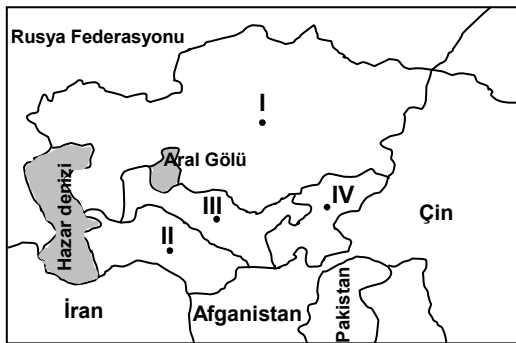 Rusya Federasyonu
I
Aral Gölü
Hazar denizi
III
IV
II
Çin
İran
Afganistan
Pakistan